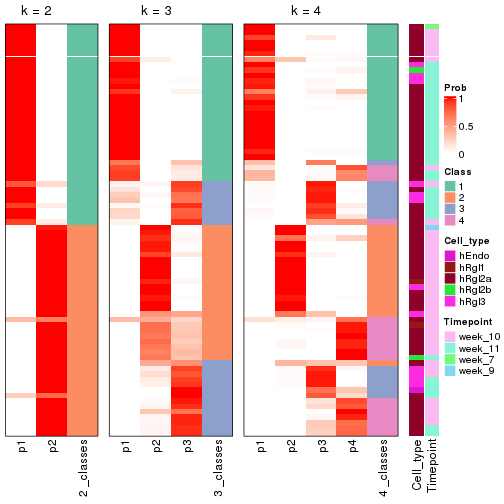 k = 2
k = 3
k = 4
Prob
1
0.5
0
Class
1
2
3
4
Cell_type
hEndo
hRgl1
hRgl2a
hRgl2b
hRgl3
Timepoint
week_10
week_11
week_7
week_9
p1
p2
2_classes
p1
p2
p3
3_classes
p1
p2
p3
p4
4_classes
Cell_type
Timepoint